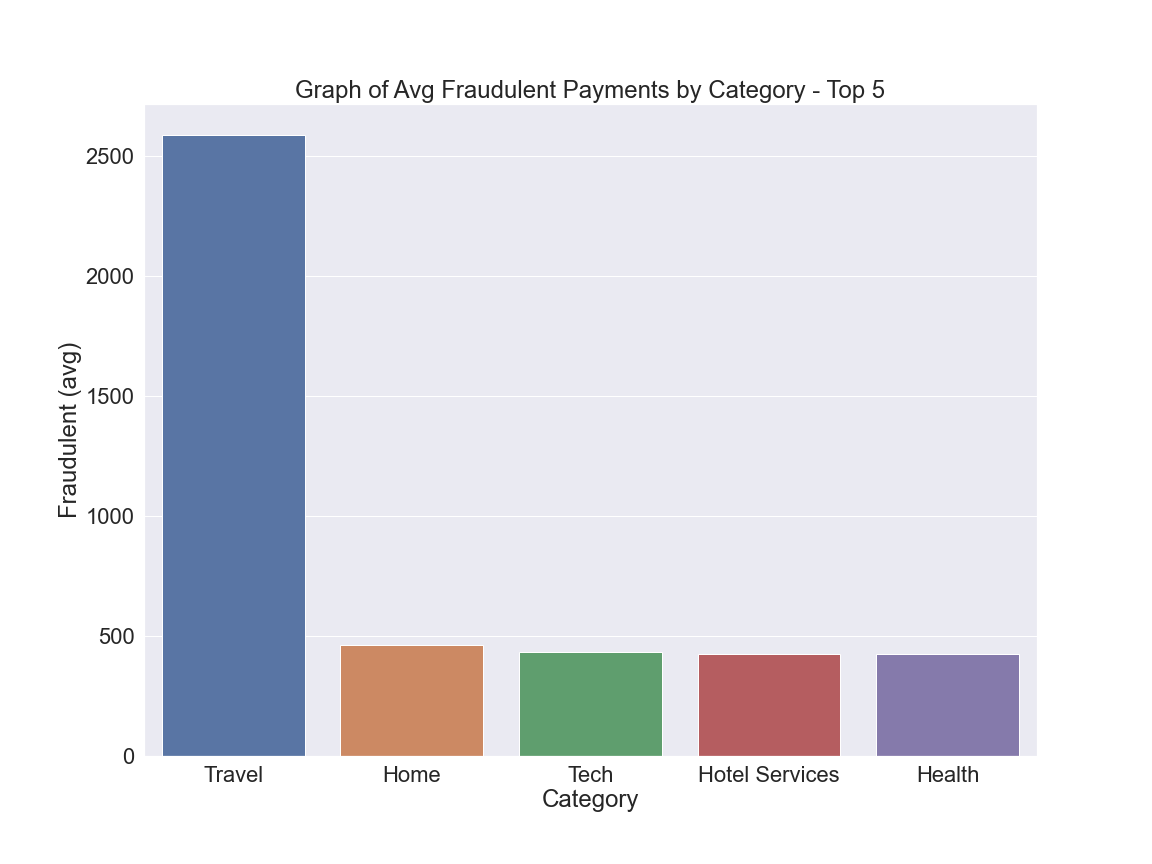 Graph of Avg Fraudulent Payments by Category - Top 5
Fraudulent (avg)
2500
2000
1500
1000
500
0
Travel Home Tech Hotel Services Health
Category